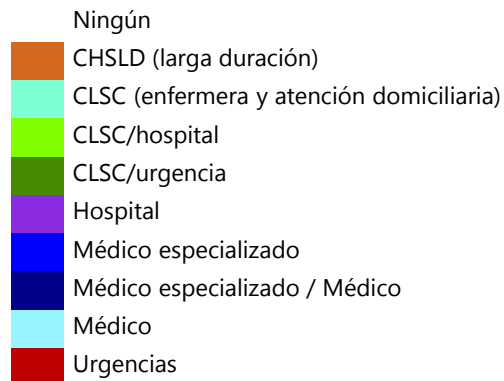 Ningún
CHSLD (larga duración)
CLSC (enfermera y atención domiciliaria)
CLSC/hospital
CLSC/urgencia
Hospital
Médico especializado
Médico especializado / Médico
Médico
Urgencias